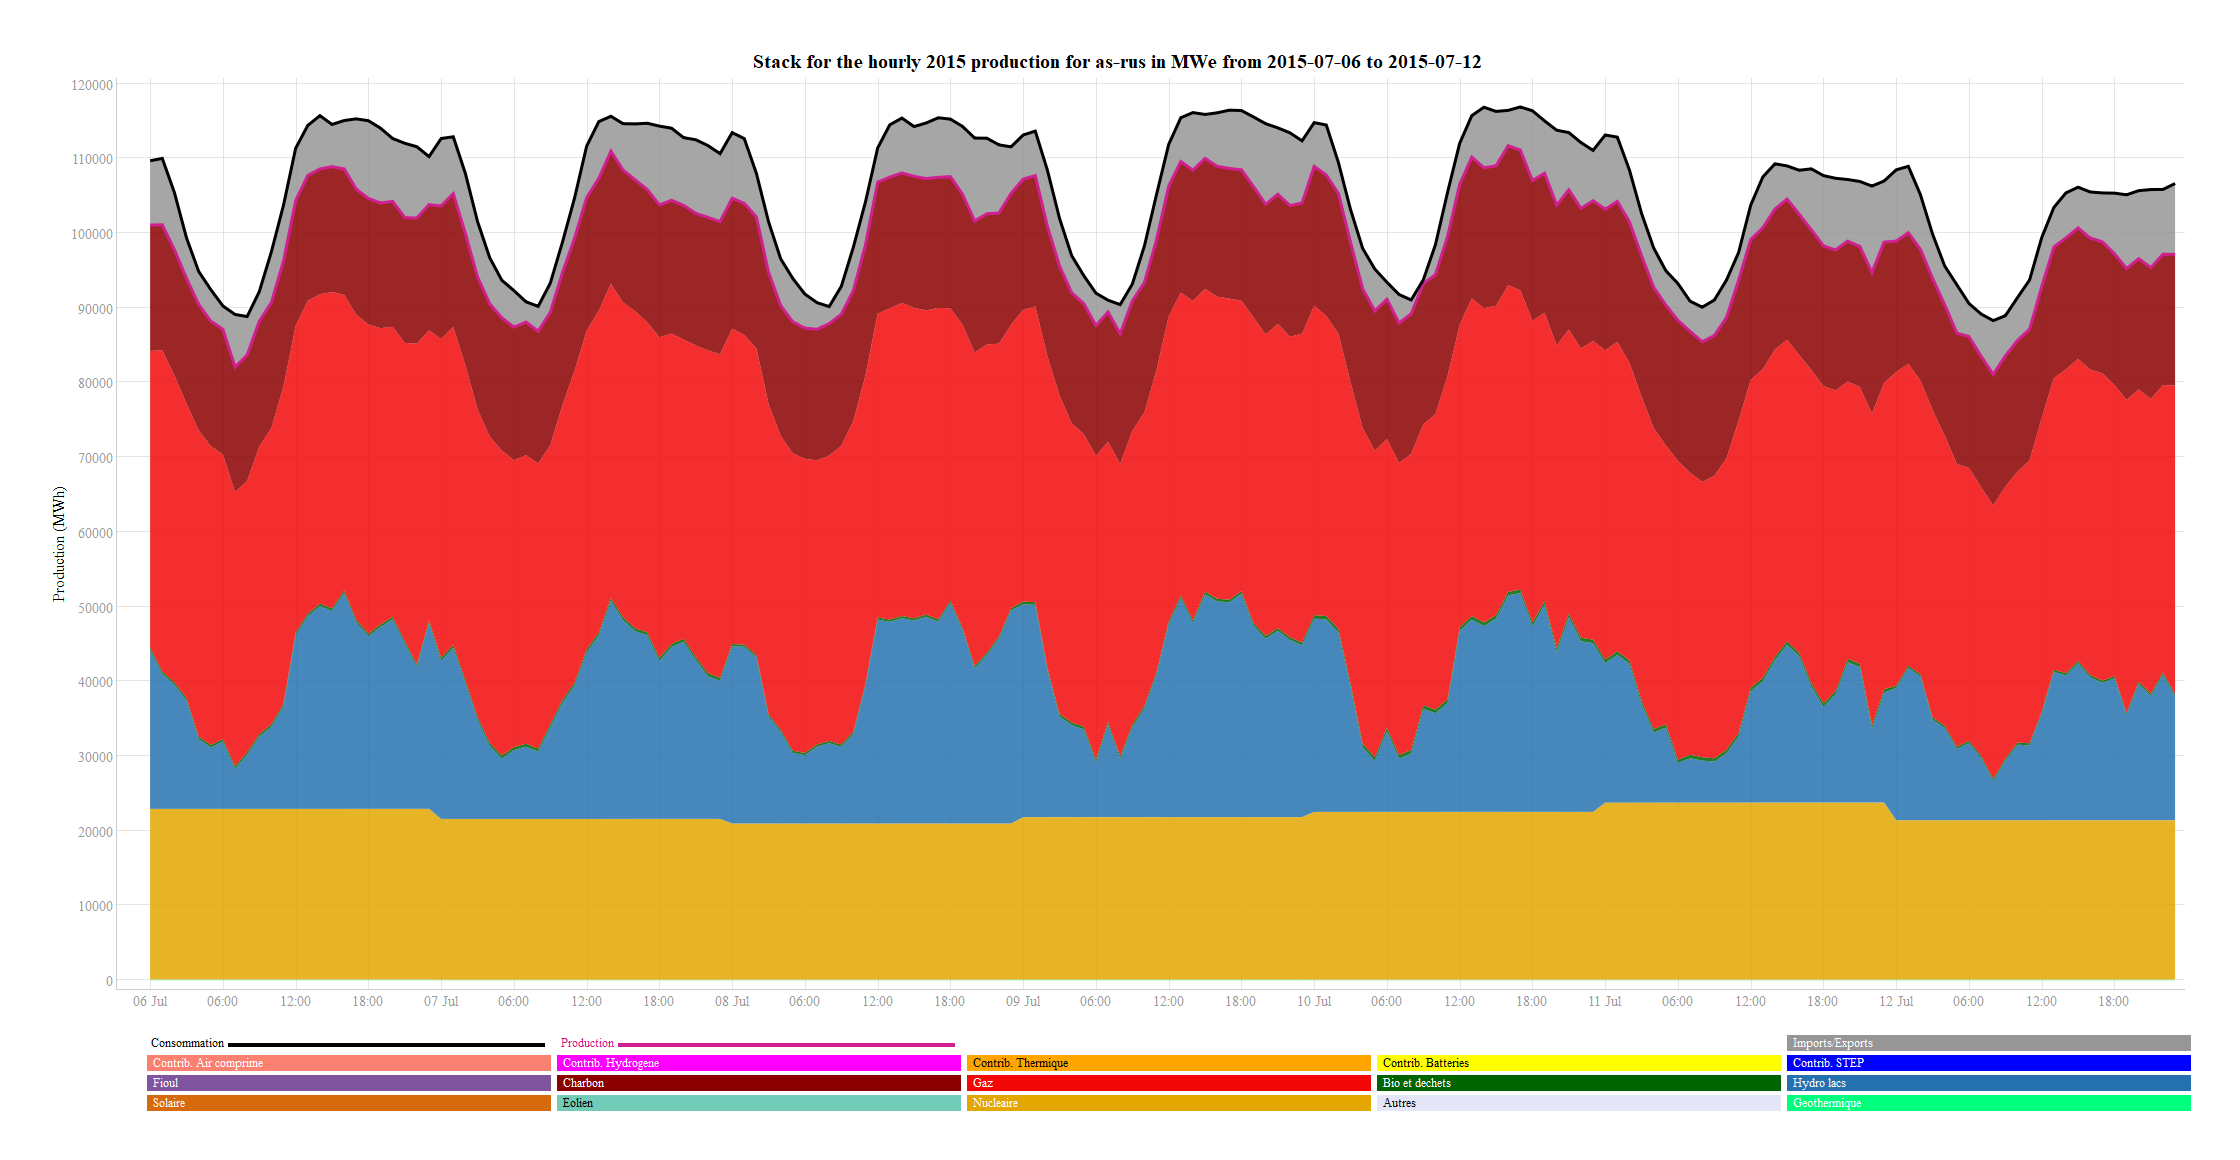 Stack for the hourly 2015 production for as-rus in MWe from 2015-07-06 to 2015-07-12
120000
110000
100000
90000
80000
70000
60000
50000
40000
30000
20000
10000
0
Production (MWh)
06 Jul 06:00 12:00 18:00 07 Jul 06:00 12:00 18:00 08 Jul 06:00 12:00 18:00 09 Jul 06:00 12:00 18:00 10 Jul 06:00 12:00 18:00 11 Jul 06:00 12:00 18:00 12 Jul 06:00 12:00 18:00
Consommation Production Imports/Exports
Contrib. Air comprime Contrib. Hydrogene Contrib. Thermique Contrib. Batteries Contrib. STEP
Fioul Charbon Gaz Bio et dechets Hydro lacs
Solaire Eolien Nucleaire Autres Geothermique